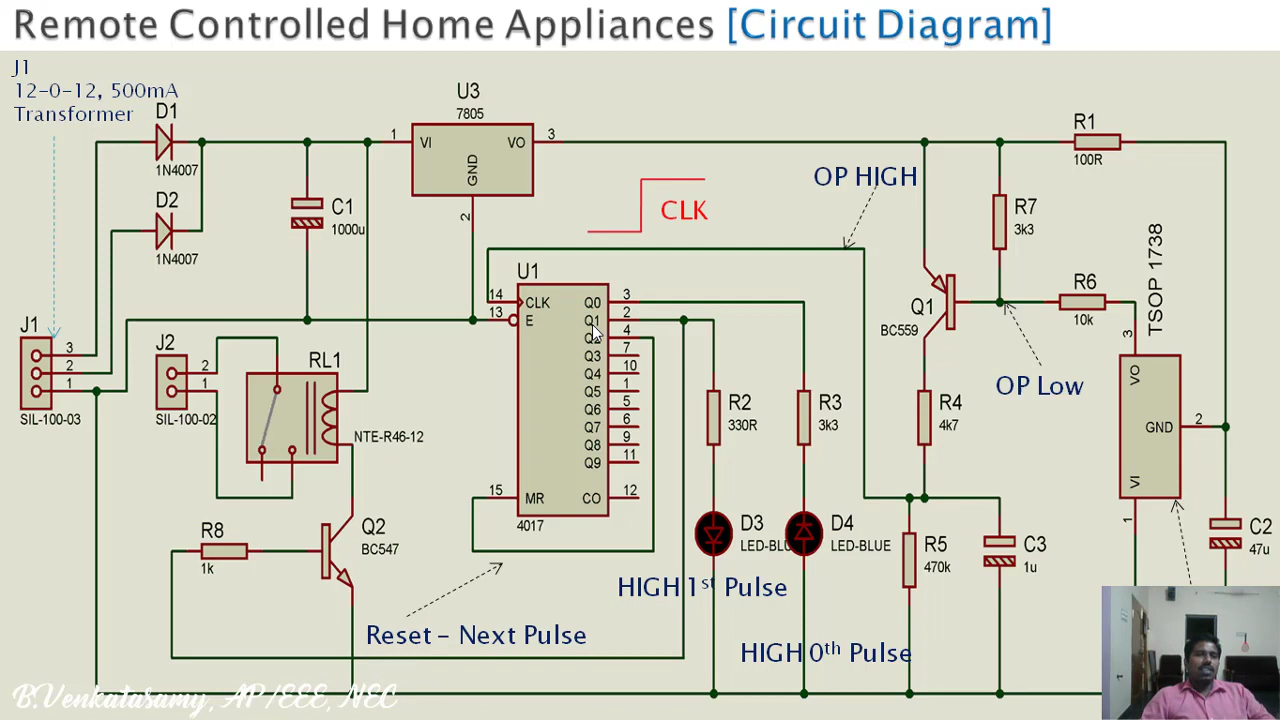 Remote Controlled Home Appliances [Circuit Diagram]
J1
12-0-12, 500mA
Transformer
D1
1N4007
D2
1N4007
C1
1000u
U3
7805
1 VI VO 3
GND
2
CLK
OP HIGH
R1
100R
R7
3k3
R6
10k
TSOP 1738
Q1
BC559
OP Low
3
VO
GND 2
VI
1
J1
3
2
1
SIL-100-03
J2
2
1
SIL-100-02
RL1
NTE-R46-12
U1
14 CLK Q0 3
13 E Q1 2
4
Q3 7
Q4 10
Q5 1
Q6 5
Q7 6
Q8 9
Q9 11
15 MR CO 12
4017
R2
330R
R3
3k3
R4
4k7
R8
1k
Q2
BC547
D3
LED-BLU
D4
LED-BLUE
R5
470k
C3
1u
C2
47u
HIGH 1st Pulse
Reset – Next Pulse
HIGH 0th Pulse
B.Venkatasamy, AP/EEE, NEC